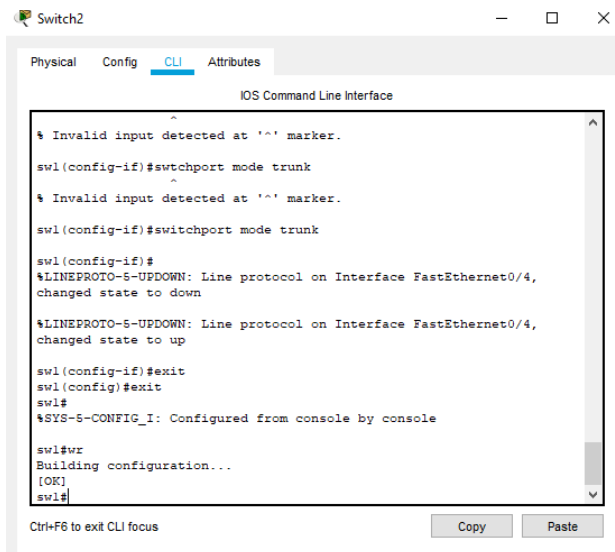 Switch2
Physical Config CLI Attributes
IOS Command Line Interface
^
% Invalid input detected at '^' marker.
sw1(config-if)#swtchport mode trunk
^
% Invalid input detected at '^' marker.
sw1(config-if)#switchport mode trunk
sw1(config-if)#
%LINEPROTO-5-UPDOWN: Line protocol on Interface FastEthernet0/4,
changed state to down
%LINEPROTO-5-UPDOWN: Line protocol on Interface FastEthernet0/4,
changed state to up
sw1(config-if)#exit
sw1(config)#exit
sw1#
%SYS-5-CONFIG_I: Configured from console by console
sw1#wr
Building configuration...
[OK]
sw1#
Ctrl+F6 to exit CLI focus
Copy Paste